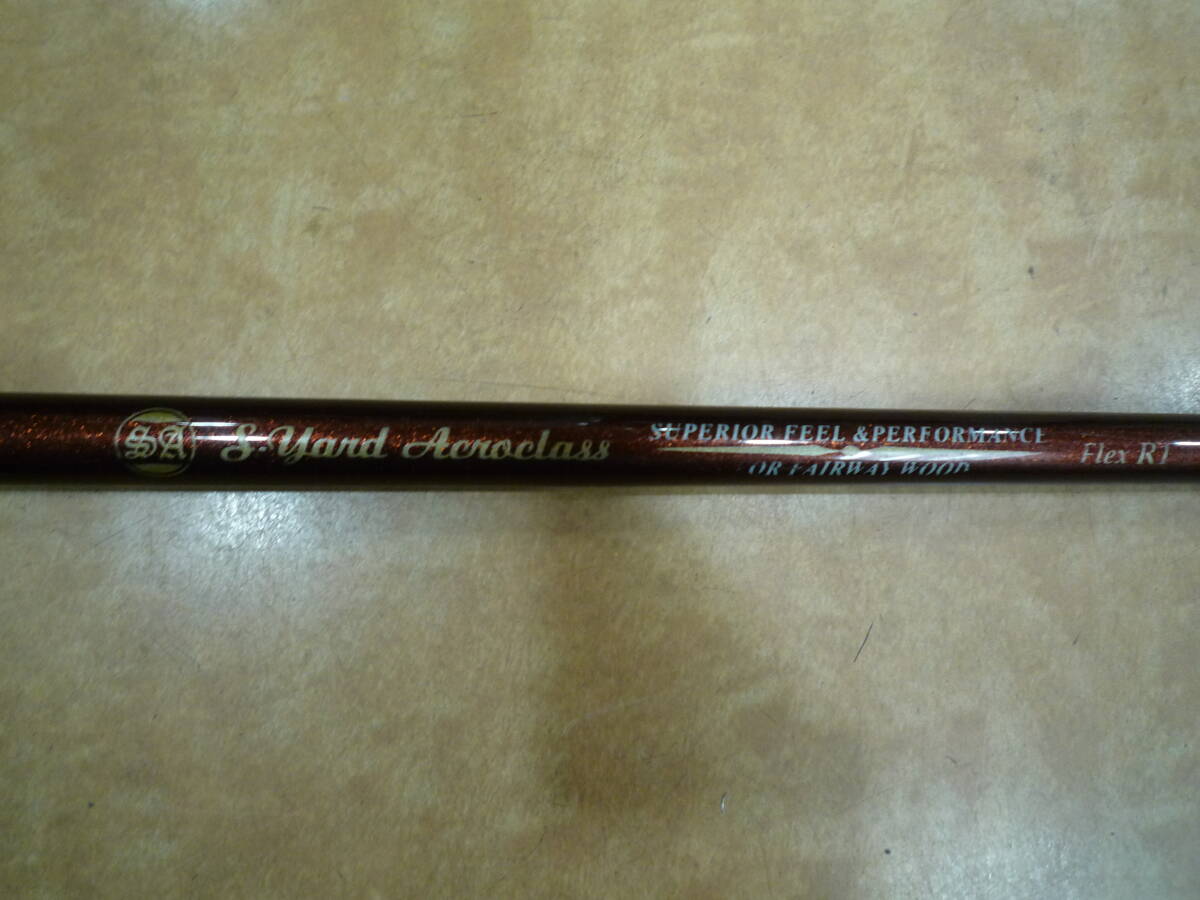 SA S·Yard Acroclass
SUPERIOR FEEL & PERFORMANCE
OR FAIRWAY WOOD
Flex R1